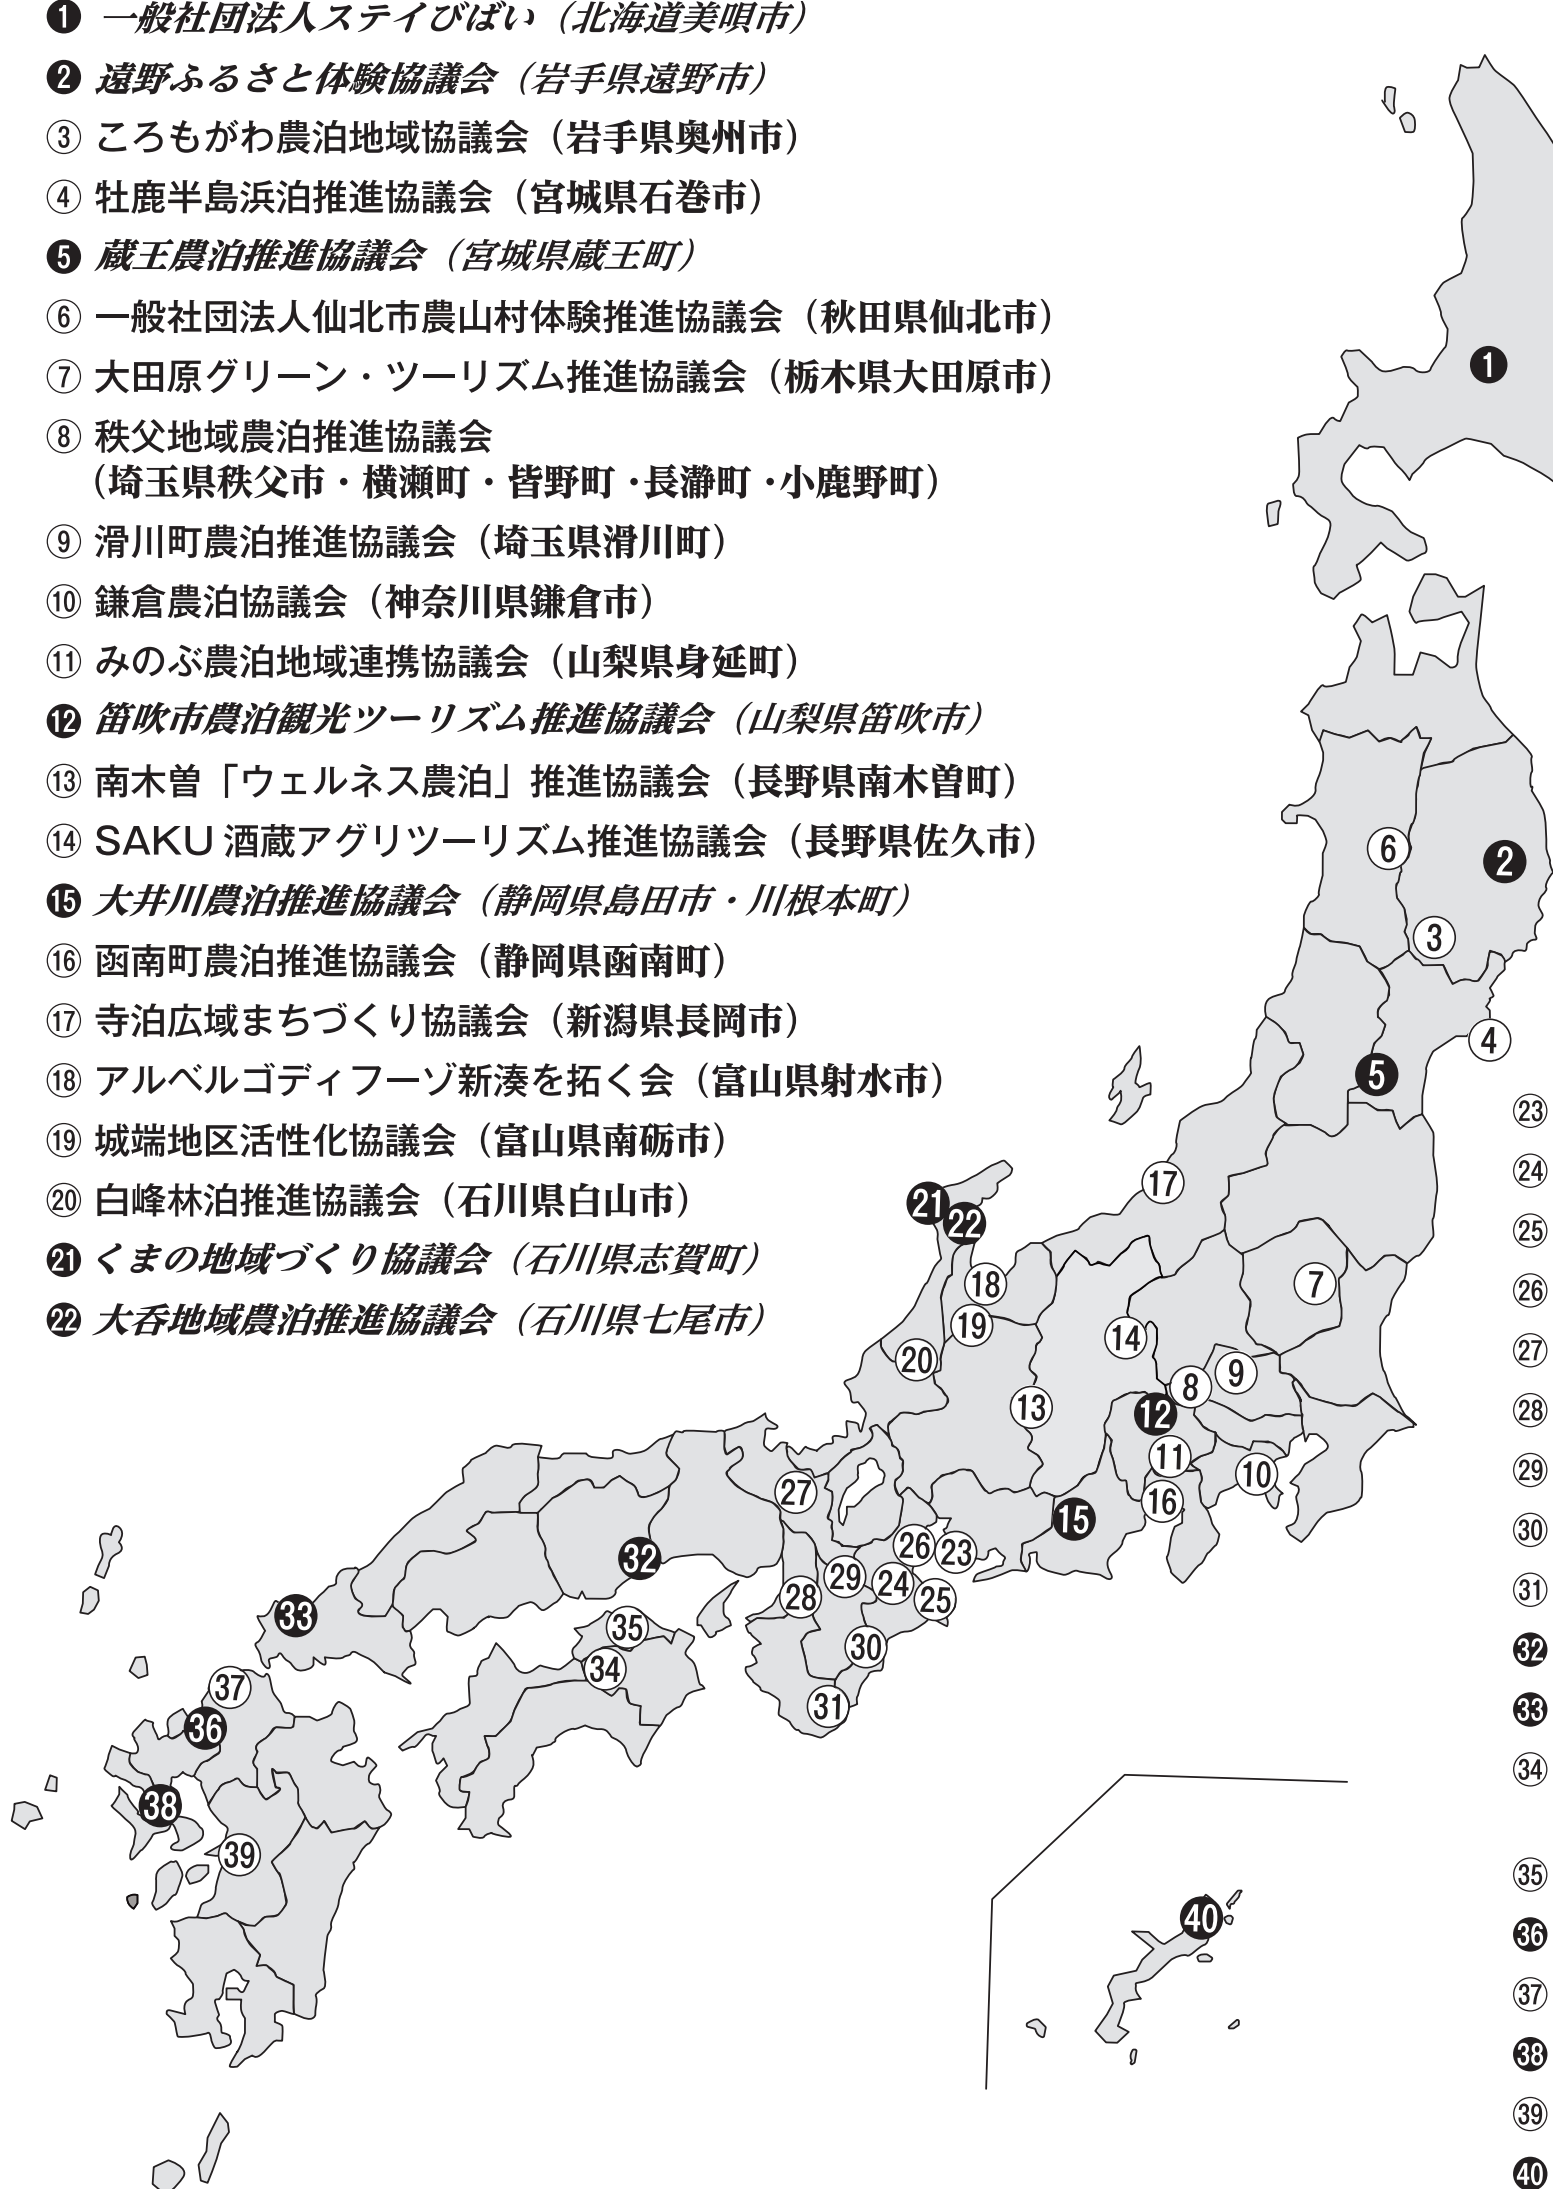 ❶ 一般社団法人ステイびばい（北海道美唄市）
❷ 遠野ふるさと体験協議会（岩手県遠野市）
③ ころもがわ農泊地域協議会（岩手県奥州市）
④ 牡鹿半島浜泊推進協議会（宮城県石巻市）
❺ 蔵王農泊推進協議会（宮城県蔵王町）
⑥ 一般社団法人仙北市農山村体験推進協議会（秋田県仙北市）
⑦ 大田原グリーン・ツーリズム推進協議会（栃木県大田原市）
⑧ 秩父地域農泊推進協議会
（埼玉県秩父市・横瀬町・皆野町・長瀞町・小鹿野町）
⑨ 滑川町農泊推進協議会（埼玉県滑川町）
⑩ 鎌倉農泊協議会（神奈川県鎌倉市）
⑪ みのぶ農泊地域連携協議会（山梨県身延町）
⓬ 笛吹市農泊観光ツーリズム推進協議会（山梨県笛吹市）
⑬ 南木曽「ウェルネス農泊」推進協議会（長野県南木曽町）
⑭ SAKU 酒蔵アグリツーリズム推進協議会（長野県佐久市）
⓯ 大井川農泊推進協議会（静岡県島田市・川根本町）
⑯ 函南町農泊推進協議会（静岡県函南町）
⑰ 寺泊広域まちづくり協議会（新潟県長岡市）
⑱ アルベルゴディフーゾ新湊を拓く会（富山県射水市）
⑲ 城端地区活性化協議会（富山県南砺市）
⑳ 白峰林泊推進協議会（石川県白山市）
㉑ くまの地域づくり協議会（石川県志賀町）
㉒ 大呑地域農泊推進協議会（石川県七尾市）
1
6
2
3
4
5
17
21
22
18
7
19
14
20
9
8
13
12
11
10
27
16
15
26
23
32
29
24
28
25
33
35
30
34
37
31
36
38
39
40
㉓
㉔
㉕
㉖
㉗
㉘
㉙
㉚
㉛
32
33
㉞
㉟
36
㊲
38
㊴
40